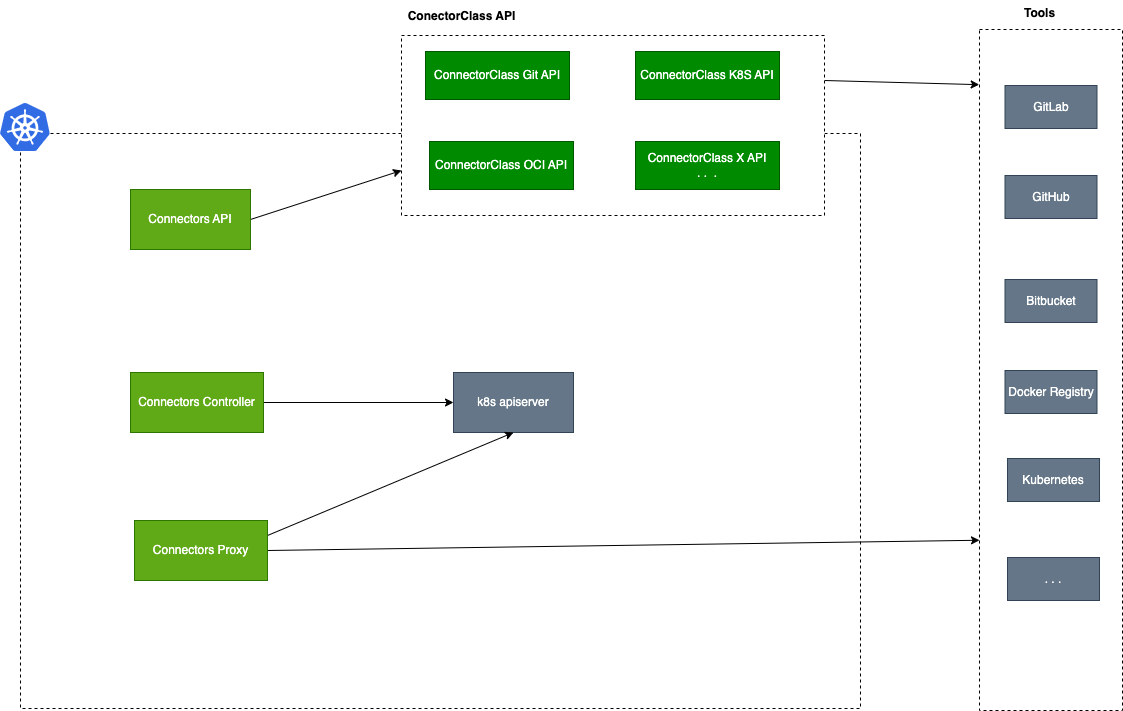 ConectorClass API
Tools
ConnectorClass Git API
ConnectorClass K8S API
ConnectorClass OCI API
ConnectorClass X API
. . .
Connectors API
Connectors Controller
k8s apiserver
Connectors Proxy
GitLab
GitHub
Bitbucket
Docker Registry
Kubernetes
. . .